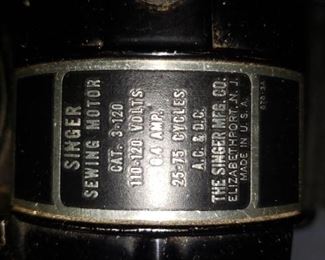 SINGER
SEWING MOTOR
CAT. 3-120
110-120 VOLTS
0.4 AMP.
25-75 CYCLES
A.C. & D.C.
THE SINGER MFG. CO.
ELIZABETHPORT, N. J.
MADE IN U.S.A.